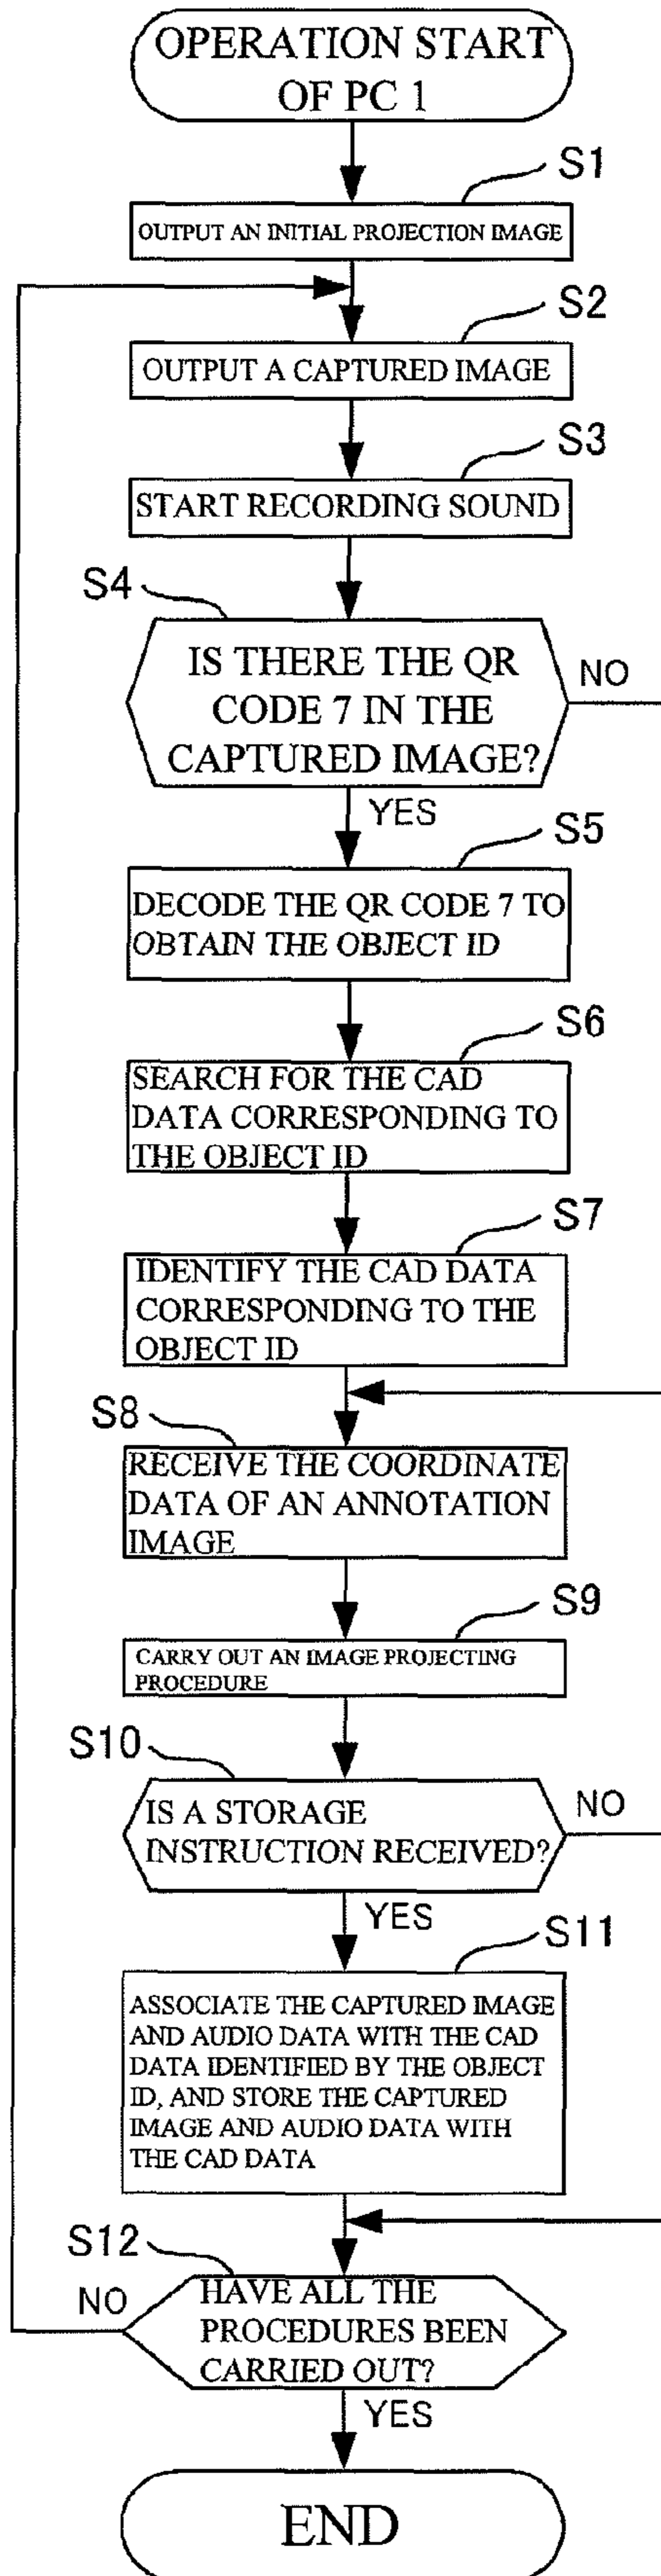 OPERATION START
OF PC 1
S1
OUTPUT AN INITIAL PROJECTION IMAGE
S2
OUTPUT A CAPTURED IMAGE
S3
START RECORDING SOUND
S4
IS THERE THE QR
CODE 7 IN THE
CAPTURED IMAGE?
NO
YES
S5
DECODE THE QR CODE 7 TO
OBTAIN THE OBJECT ID
S6
SEARCH FOR THE CAD
DATA CORRESPONDING TO
THE OBJECT ID
S7
IDENTIFY THE CAD DATA
CORRESPONDING TO THE
OBJECT ID
S8
RECEIVE THE COORDINATE
DATA OF AN ANNOTATION
IMAGE
S9
CARRY OUT AN IMAGE PROJECTING
PROCEDURE
S10
IS A STORAGE
INSTRUCTION RECEIVED?
NO
YES
S11
ASSOCIATE THE CAPTURED IMAGE
AND AUDIO DATA WITH THE CAD
DATA IDENTIFIED BY THE OBJECT
ID, AND STORE THE CAPTURED
IMAGE AND AUDIO DATA WITH
THE CAD DATA
S12
HAVE ALL THE
PROCEDURES BEEN
CARRIED OUT?
NO
YES
END